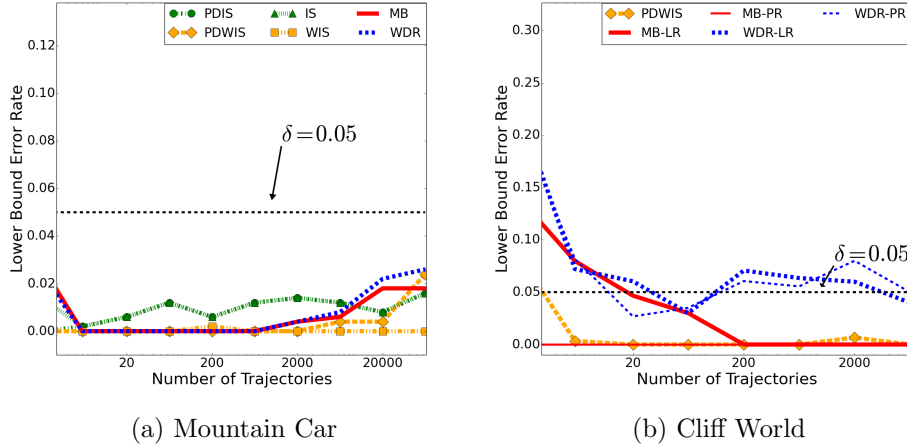 PDIS IS MB
PDWIS WIS WDR
0.12
0.10
0.08
0.06
0.04
0.02
0.00
Lower Bound Error Rate
δ=0.05
20 200 2000 20000
Number of Trajectories
(a) Mountain Car
PDWIS MB-PR WDR-PR
MB-LR WDR-LR
0.30
0.25
0.20
0.15
0.10
0.05
0.00
Lower Bound Error Rate
δ=0.05
20 200 2000
Number of Trajectories
(b) Cliff World